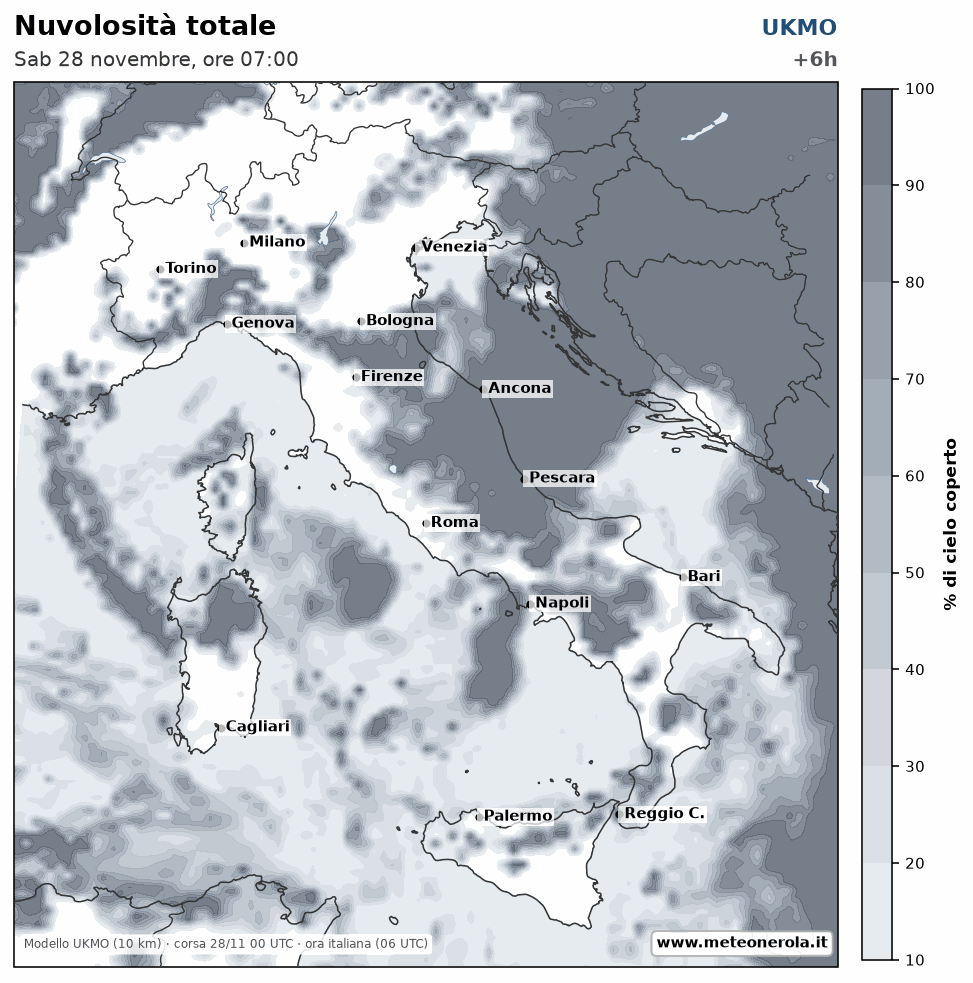 Nuvolosità totale
UKMO
Sab 28 novembre, ore 07:00
+6h
100
90
80
70
60
50
40
30
20
10
% di cielo coperto
Milano
Venezia
Torino
Genova
Bologna
Firenze
Ancona
Pescara
Roma
Bari
Napoli
Cagliari
Palermo
Reggio C.
Modello UKMO (10 km) · corsa 28/11 00 UTC · ora italiana (06 UTC)
www.meteonerola.it